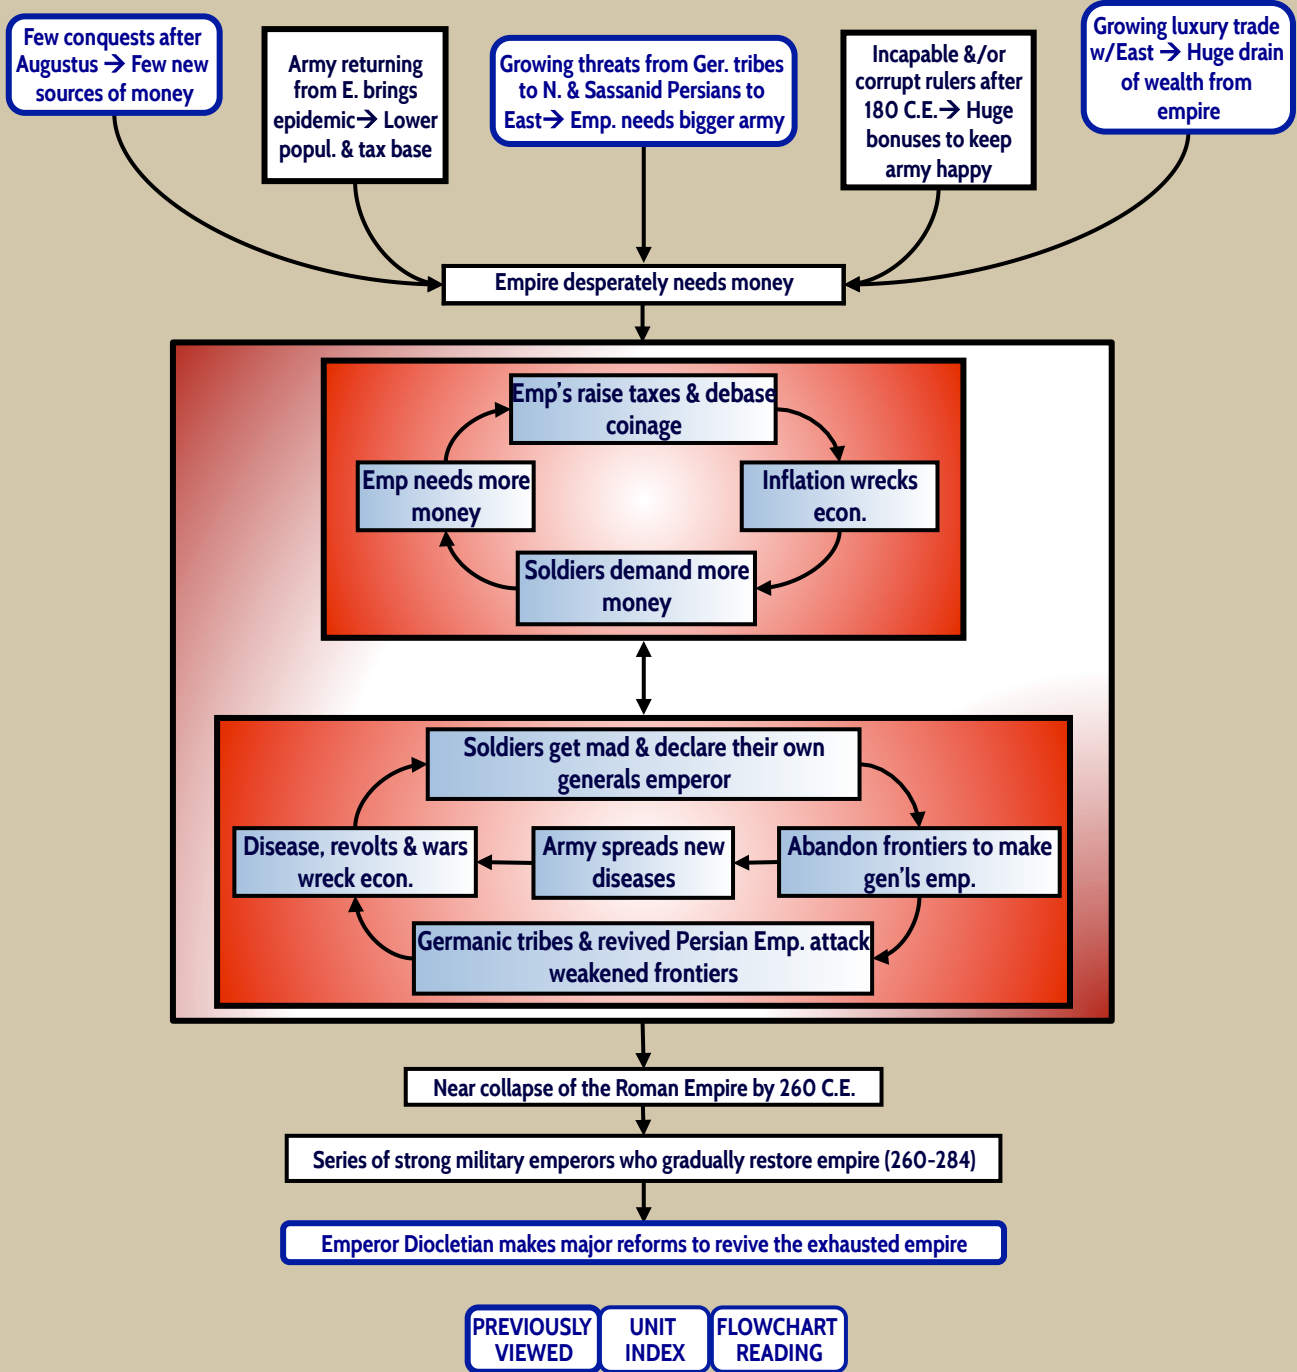 Few conquests after
Augustus → Few new
sources of money
Army returning
from E. brings
epidemic→ Lower
popul. & tax base
Growing threats from Ger. tribes
to N. & Sassanid Persians to
East→ Emp. needs bigger army
Incapable &/or
corrupt rulers after
180 C.E.→ Huge
bonuses to keep
army happy
Growing luxury trade
w/East → Huge drain
of wealth from
empire
Empire desperately needs money
Emp's raise taxes & debase
coinage
Emp needs more
money
Inflation wrecks
econ.
Soldiers demand more
money
Soldiers get mad & declare their own
generals emperor
Disease, revolts & wars
wreck econ.
Army spreads new
diseases
Abandon frontiers to make
gen'ls emp.
Germanic tribes & revived Persian Emp. attack
weakened frontiers
Near collapse of the Roman Empire by 260 C.E.
Series of strong military emperors who gradually restore empire (260-284)
Emperor Diocletian makes major reforms to revive the exhausted empire
PREVIOUSLY
VIEWED
UNIT
INDEX
FLOWCHART
READING